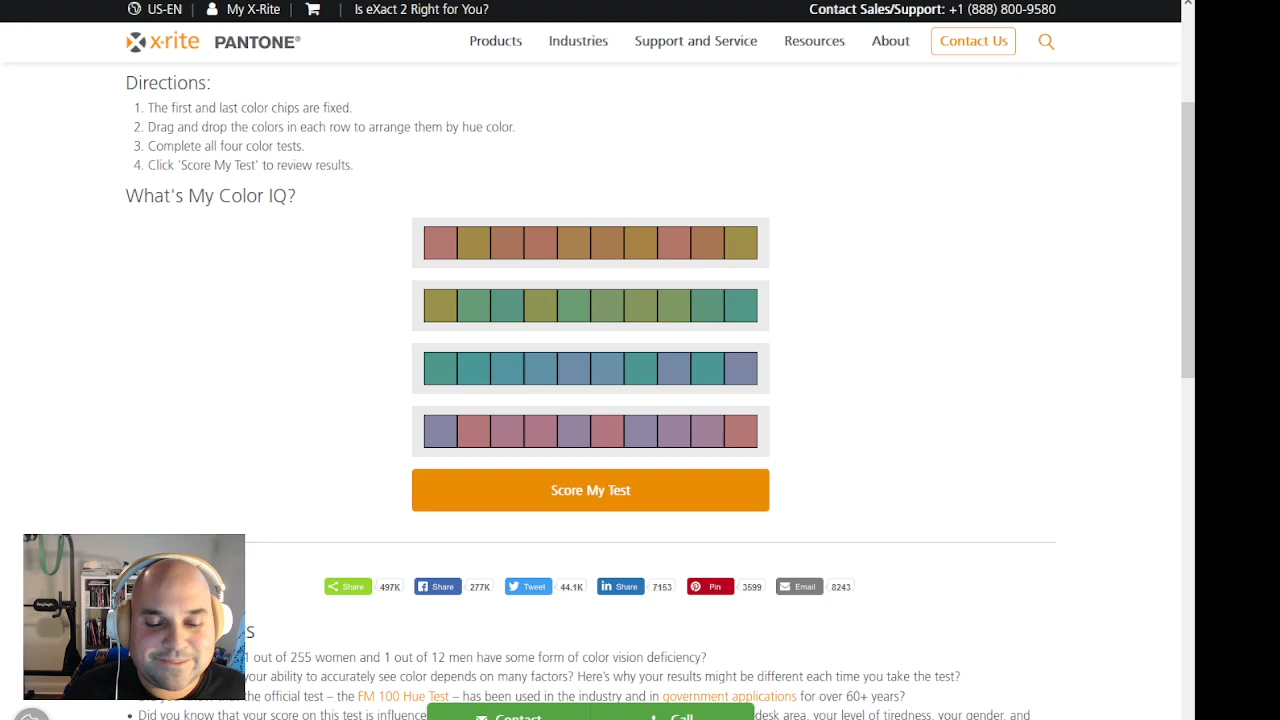 US-EN My X-Rite Is eXact 2 Right for You? Contact Sales/Support: +1 (888) 800-9580
x·rite PANTONE® Products Industries Support and Service Resources About Contact Us
Directions:
1. The first and last color chips are fixed.
2. Drag and drop the colors in each row to arrange them by hue color.
3. Complete all four color tests.
4. Click 'Score My Test' to review results.
What's My Color IQ?
Score My Test
Share 497K Share 277K Tweet 44.1K Share 7153 Pin 3599 Email 8243
s
1 out of 255 women and 1 out of 12 men have some form of color vision deficiency?
your ability to accurately see color depends on many factors? Here's why your results might be different each time you take the test?
the official test – the FM 100 Hue Test – has been used in the industry and in government applications for over 60+ years?
• Did you know that your score on this test is influence desk area, your level of tiredness, your gender, and
Contact Call